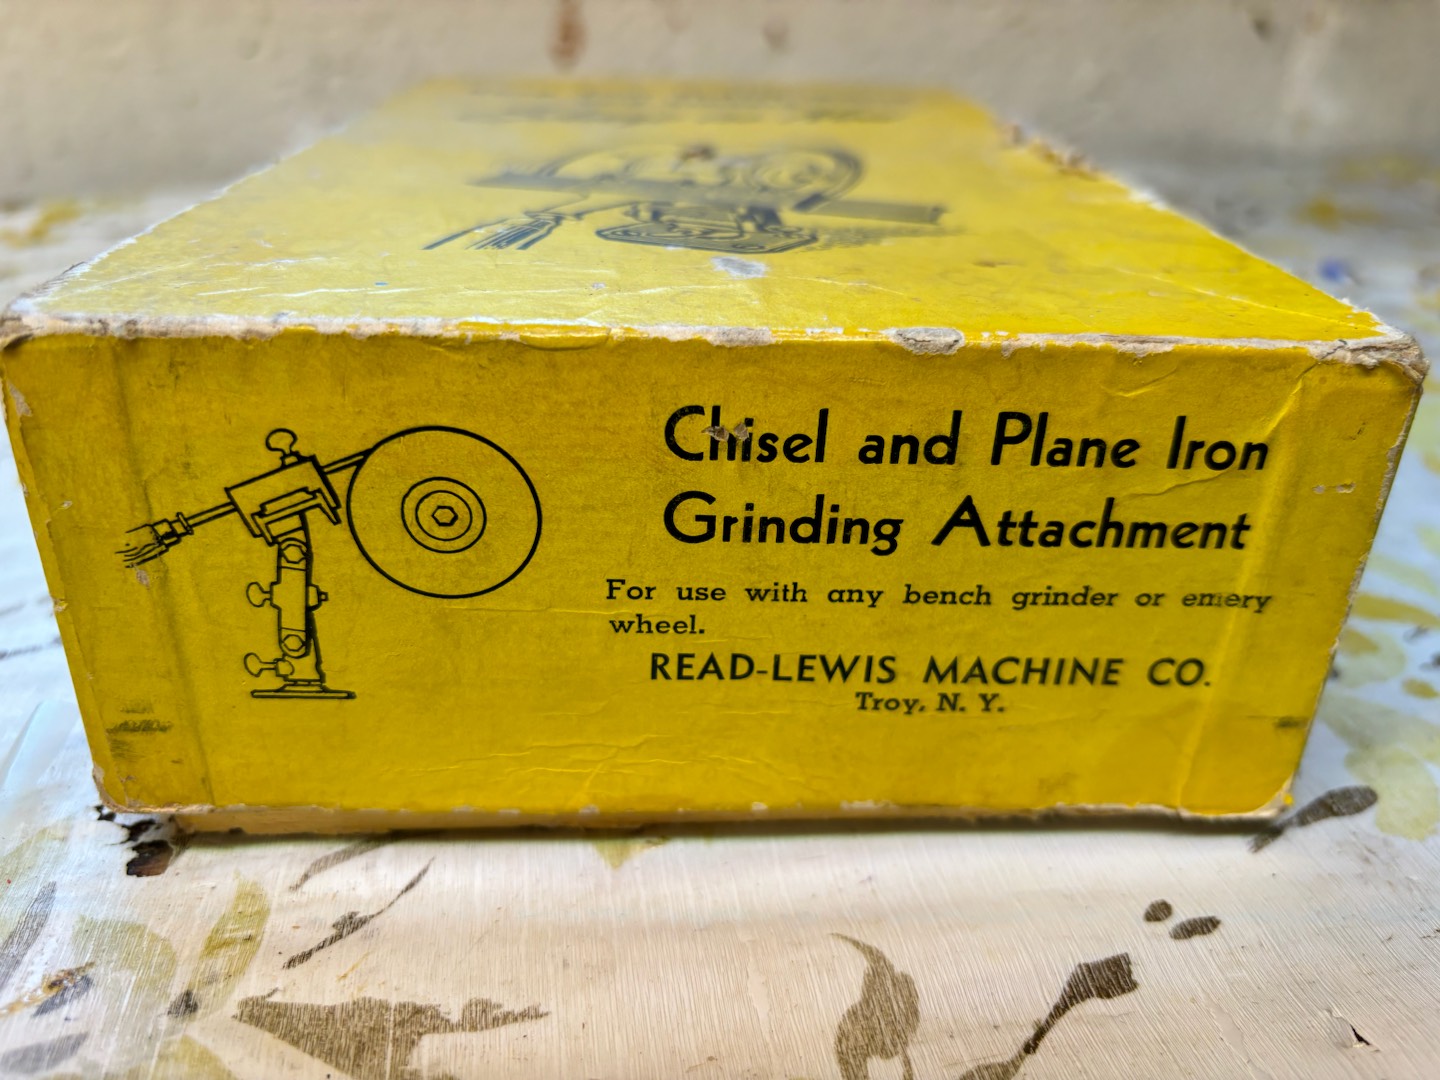 Chisel and Plane Iron
Grinding Attachment
For use with any bench grinder or emery
wheel.
READ-LEWIS MACHINE CO.
Troy, N. Y.